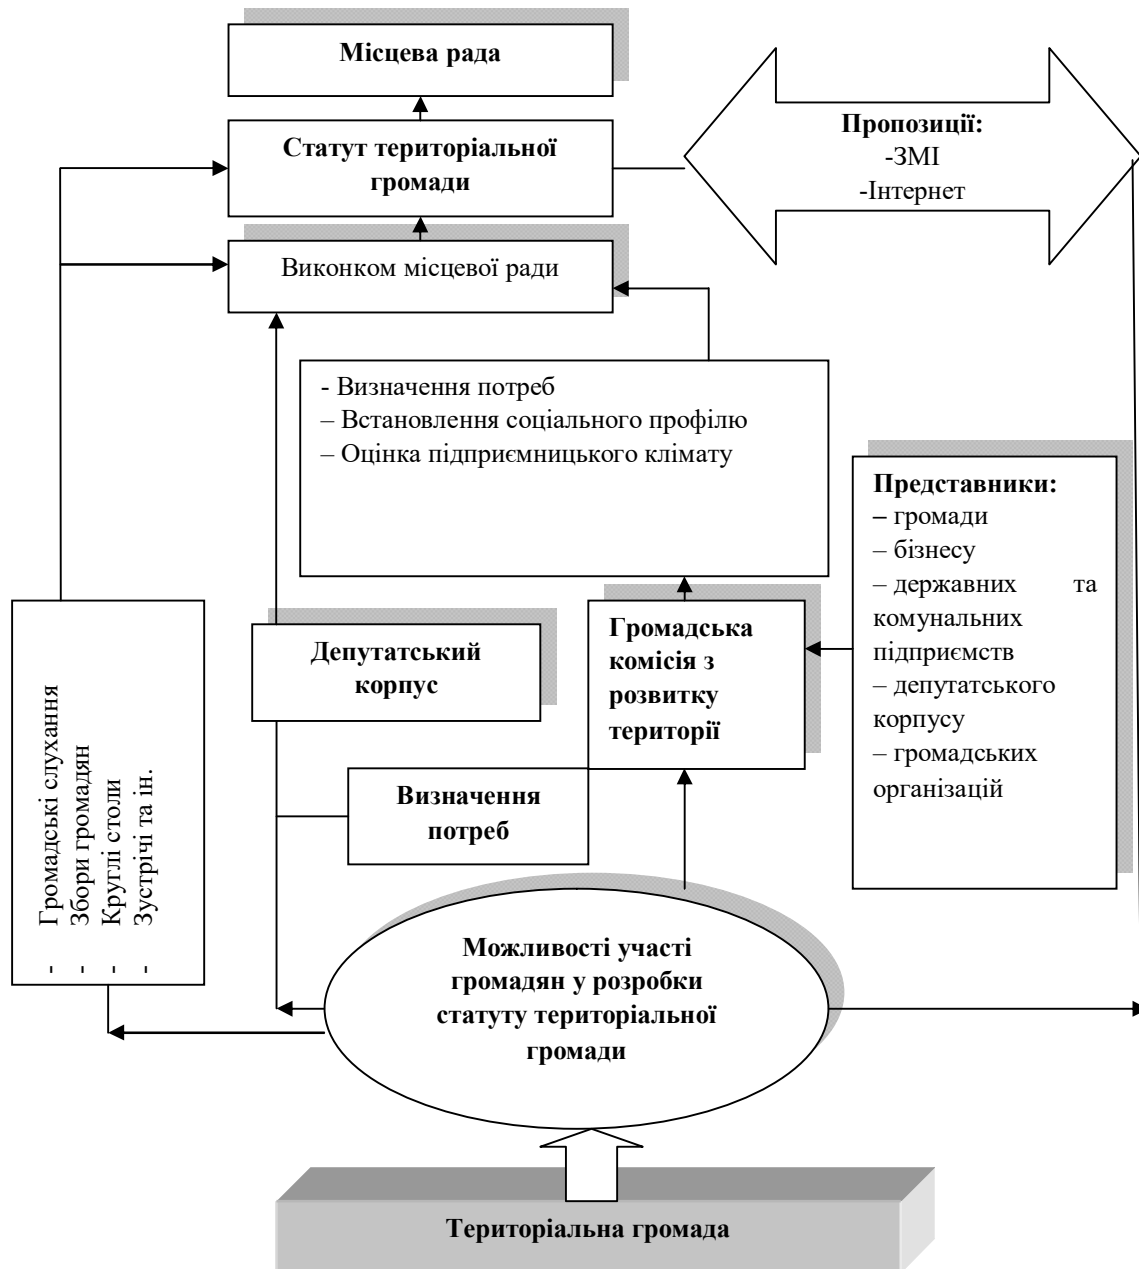 Місцева рада
Статут територіальної
громади
Пропозиції:
-ЗМІ
-Інтернет
Виконком місцевої ради
- Визначення потреб
– Встановлення соціального профілю
– Оцінка підприємницького клімату
Представники:
– громади
– бізнесу
– державних та
комунальних
підприємств
– депутатського
корпусу
– громадських
організацій
Громадська
комісія з
розвитку
території
Депутатський
корпус
Визначення
потреб
- Громадські слухання
- Збори громадян
- Круглі столи
- Зустрічі та ін.
Можливості участі
громадян у розробки
статуту територіальної
громади
Територіальна громада